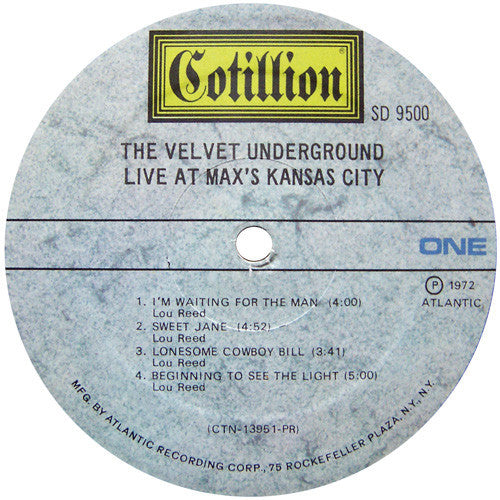 Cotillion®
SD 9500
THE VELVET UNDERGROUND
LIVE AT MAX'S KANSAS CITY
ONE
℗ 1972
ATLANTIC
1. I'M WAITING FOR THE MAN (4:00)
Lou Reed
2. SWEET JANE (4:52)
Lou Reed
3. LONESOME COWBOY BILL (3:41)
Lou Reed
4. BEGINNING TO SEE THE LIGHT (5:00)
Lou Reed
(CTN-13951-PR)
MFG. BY ATLANTIC RECORDING CORP., 75 ROCKEFELLER PLAZA, N.Y., N.Y.